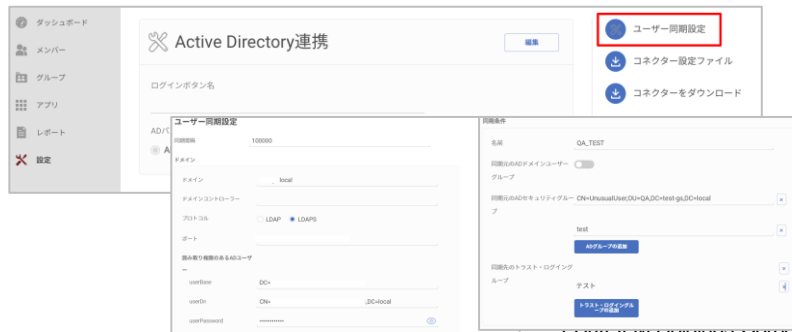 ダッシュボード
メンバー
グループ
アプリ
レポート
設定
Active Directory連携
編集
ログインボタン名
ユーザー同期設定
コネクター設定ファイル
コネクターをダウンロード
ユーザー同期設定
同期間隔 100000
ドメイン
ドメイン local
ドメインコントローラー
プロトコル LDAP LDAPS
ポート
読み取り権限のあるADユーザー
userBase DC=
userDn CN= ,DC=local
userPassword ············
同期条件
名前 QA_TEST
同期元のADドメインユーザー
グループ
同期元のADセキュリティグルー CN=UnusualUser,OU=QA,DC=test-gs,DC=local
プ
test
ADグループの追加
同期先のトラスト・ログイング
ループ
テスト
トラスト・ロググイングル
ープの追加